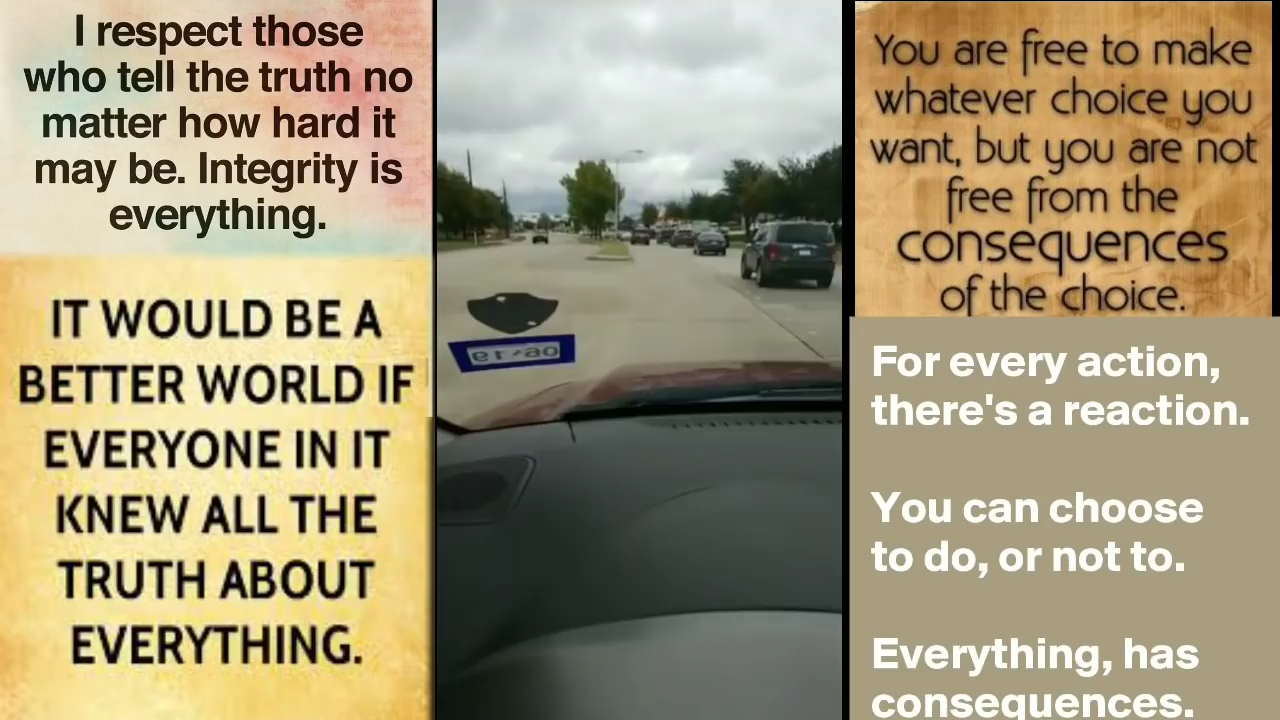 I respect those
who tell the truth no
matter how hard it
may be. Integrity is
everything.
IT WOULD BE A
BETTER WORLD IF
EVERYONE IN IT
KNEW ALL THE
TRUTH ABOUT
EVERYTHING.
06 19
You are free to make
whatever choice you
want, but you are not
free from the
consequences
of the choice.
For every action,
there's a reaction.
You can choose
to do, or not to.
Everything, has
consequences.